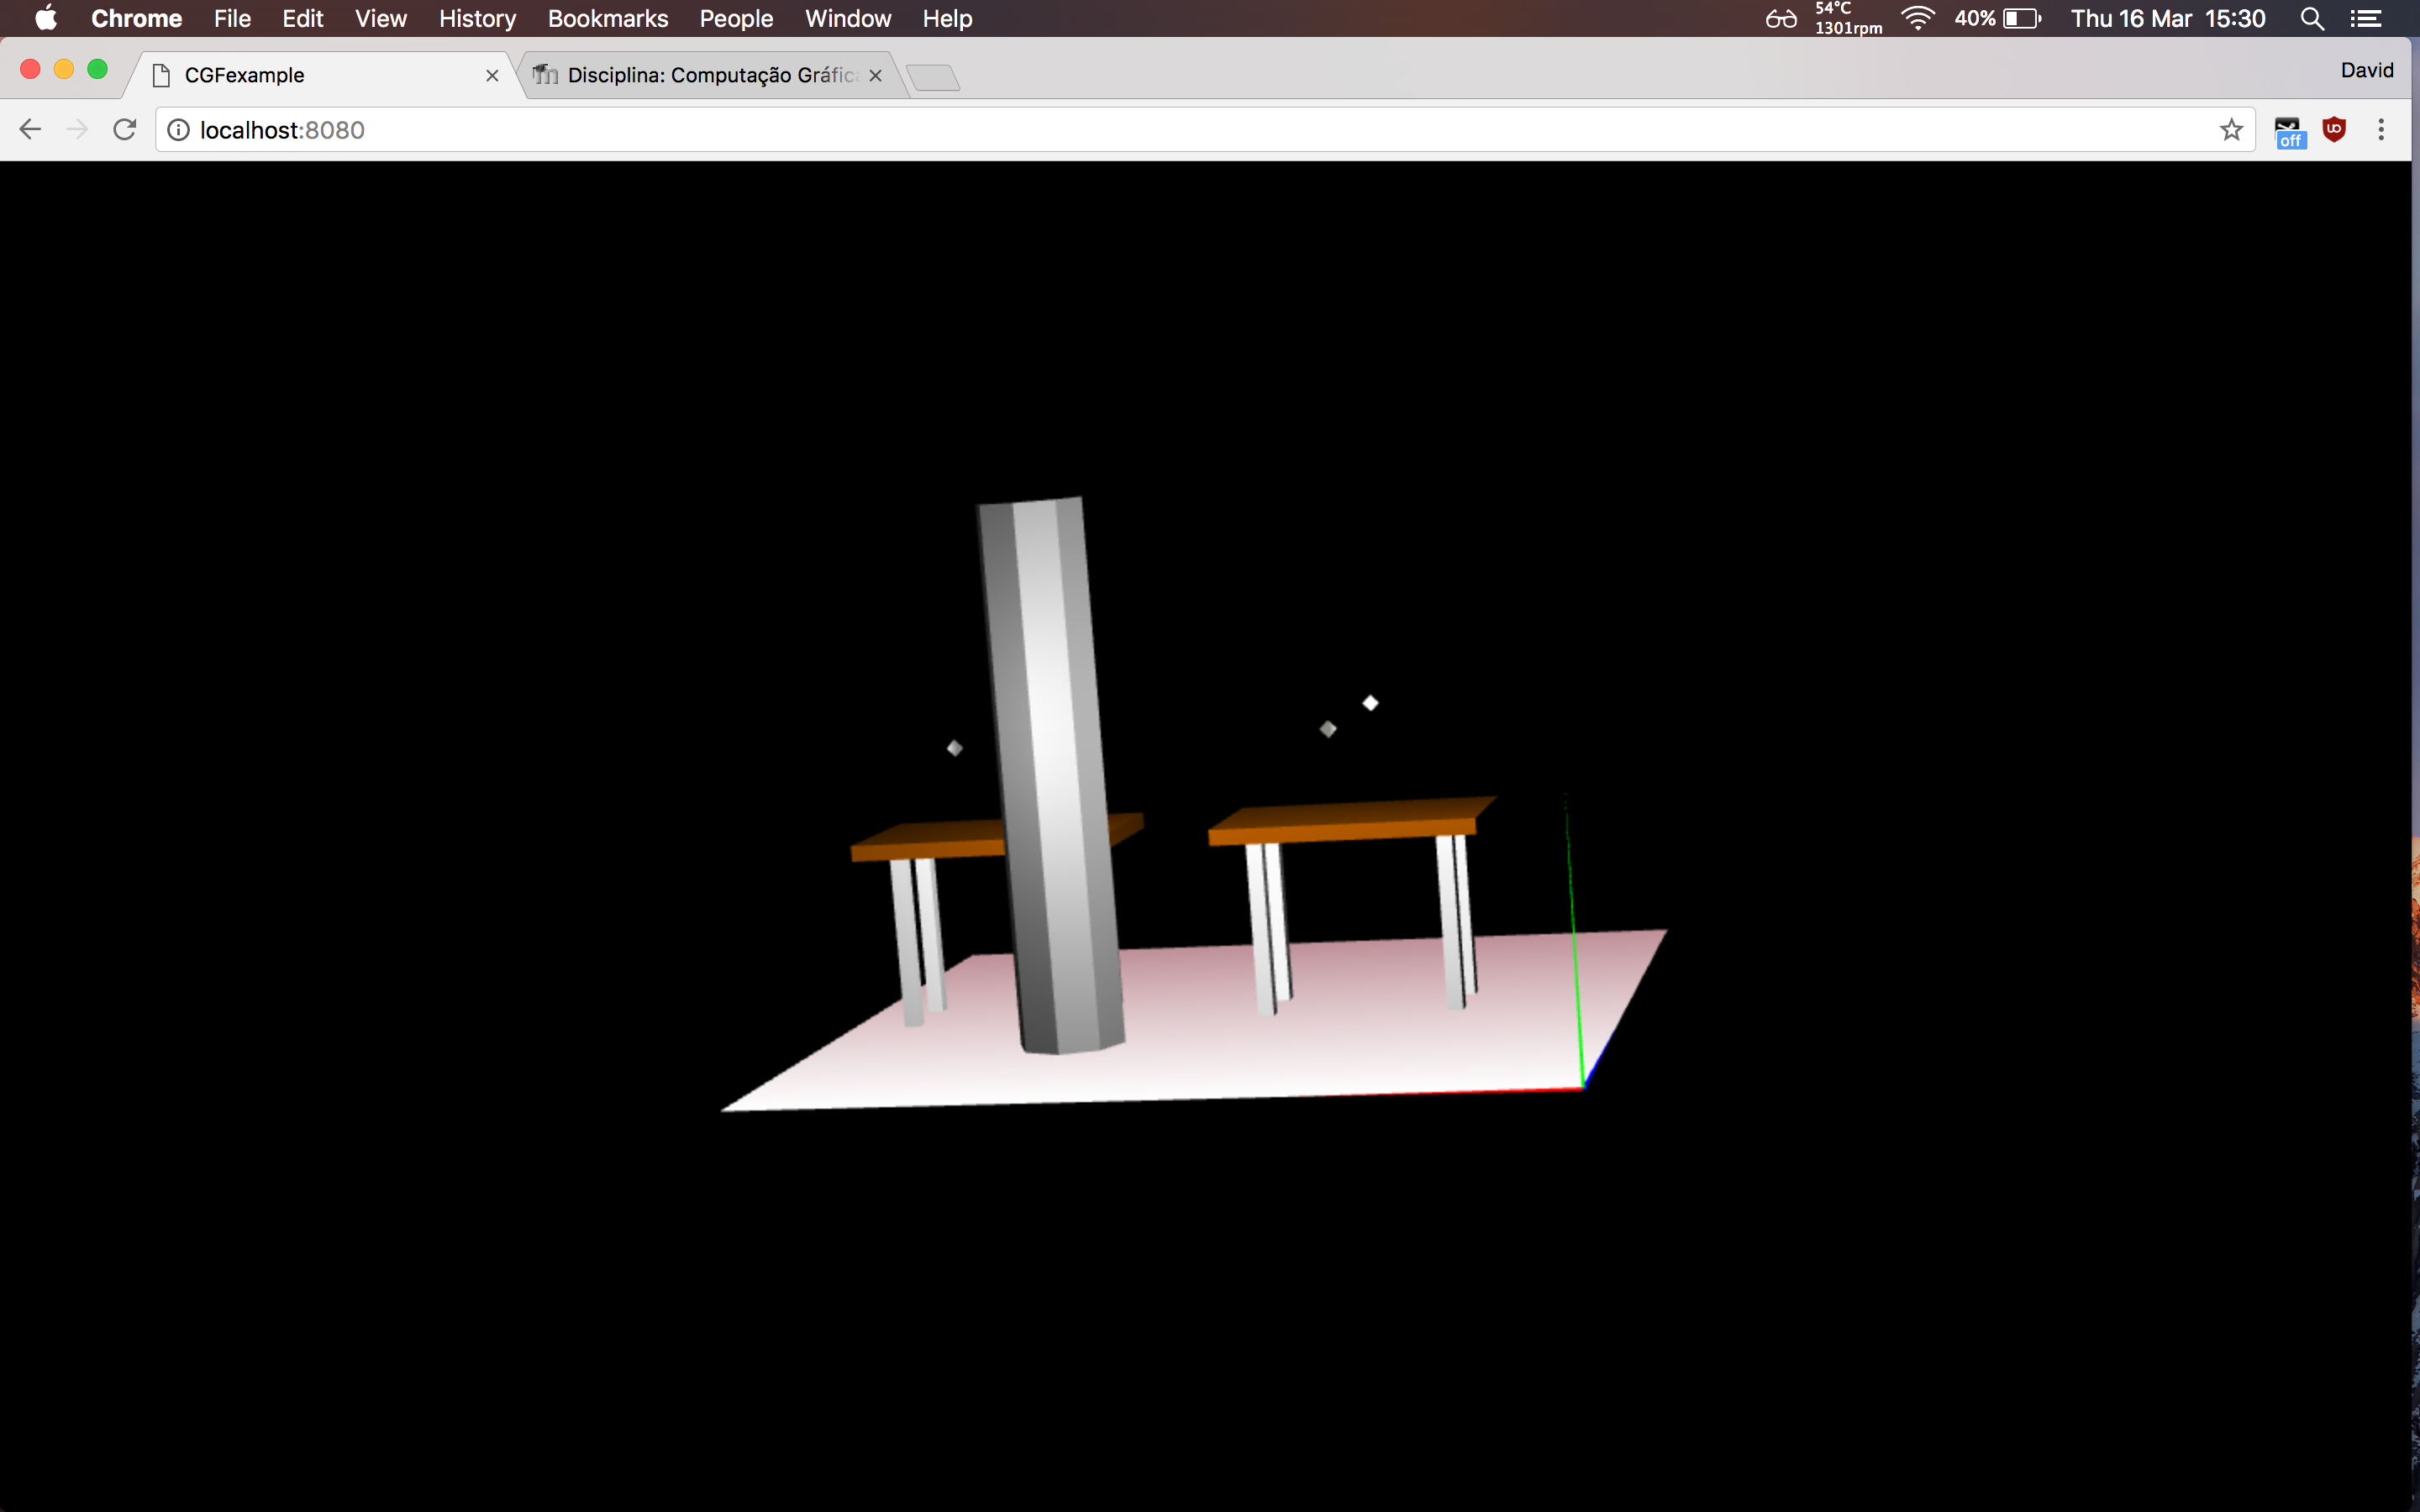 Chrome File Edit View History Bookmarks People Window Help 54°C 1301rpm 40% Thu 16 Mar 15:30
CGFexample Disciplina: Computação Gráfica David
localhost:8080 off